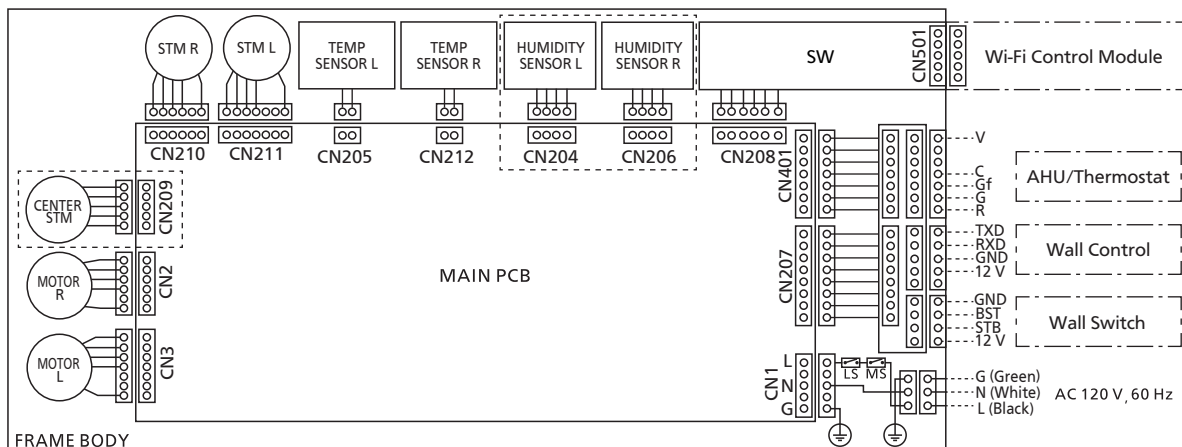 STM R
STM L
TEMP
SENSOR L
TEMP
SENSOR R
HUMIDITY
SENSOR L
HUMIDITY
SENSOR R
SW
CN501
Wi-Fi Control Module
CN210
CN211
CN205
CN212
CN204
CN206
CN208
CN401
V
C
Gf
G
R
AHU/Thermostat
CENTER
STM
CN209
TXD
RXD
GND
12 V
Wall Control
MOTOR
R
CN2
MAIN PCB
CN207
GND
BST
STB
12 V
Wall Switch
MOTOR
L
CN3
CN1
L
N
G
LS
MS
G (Green)
N (White)
L (Black)
AC 120 V, 60 Hz
FRAME BODY